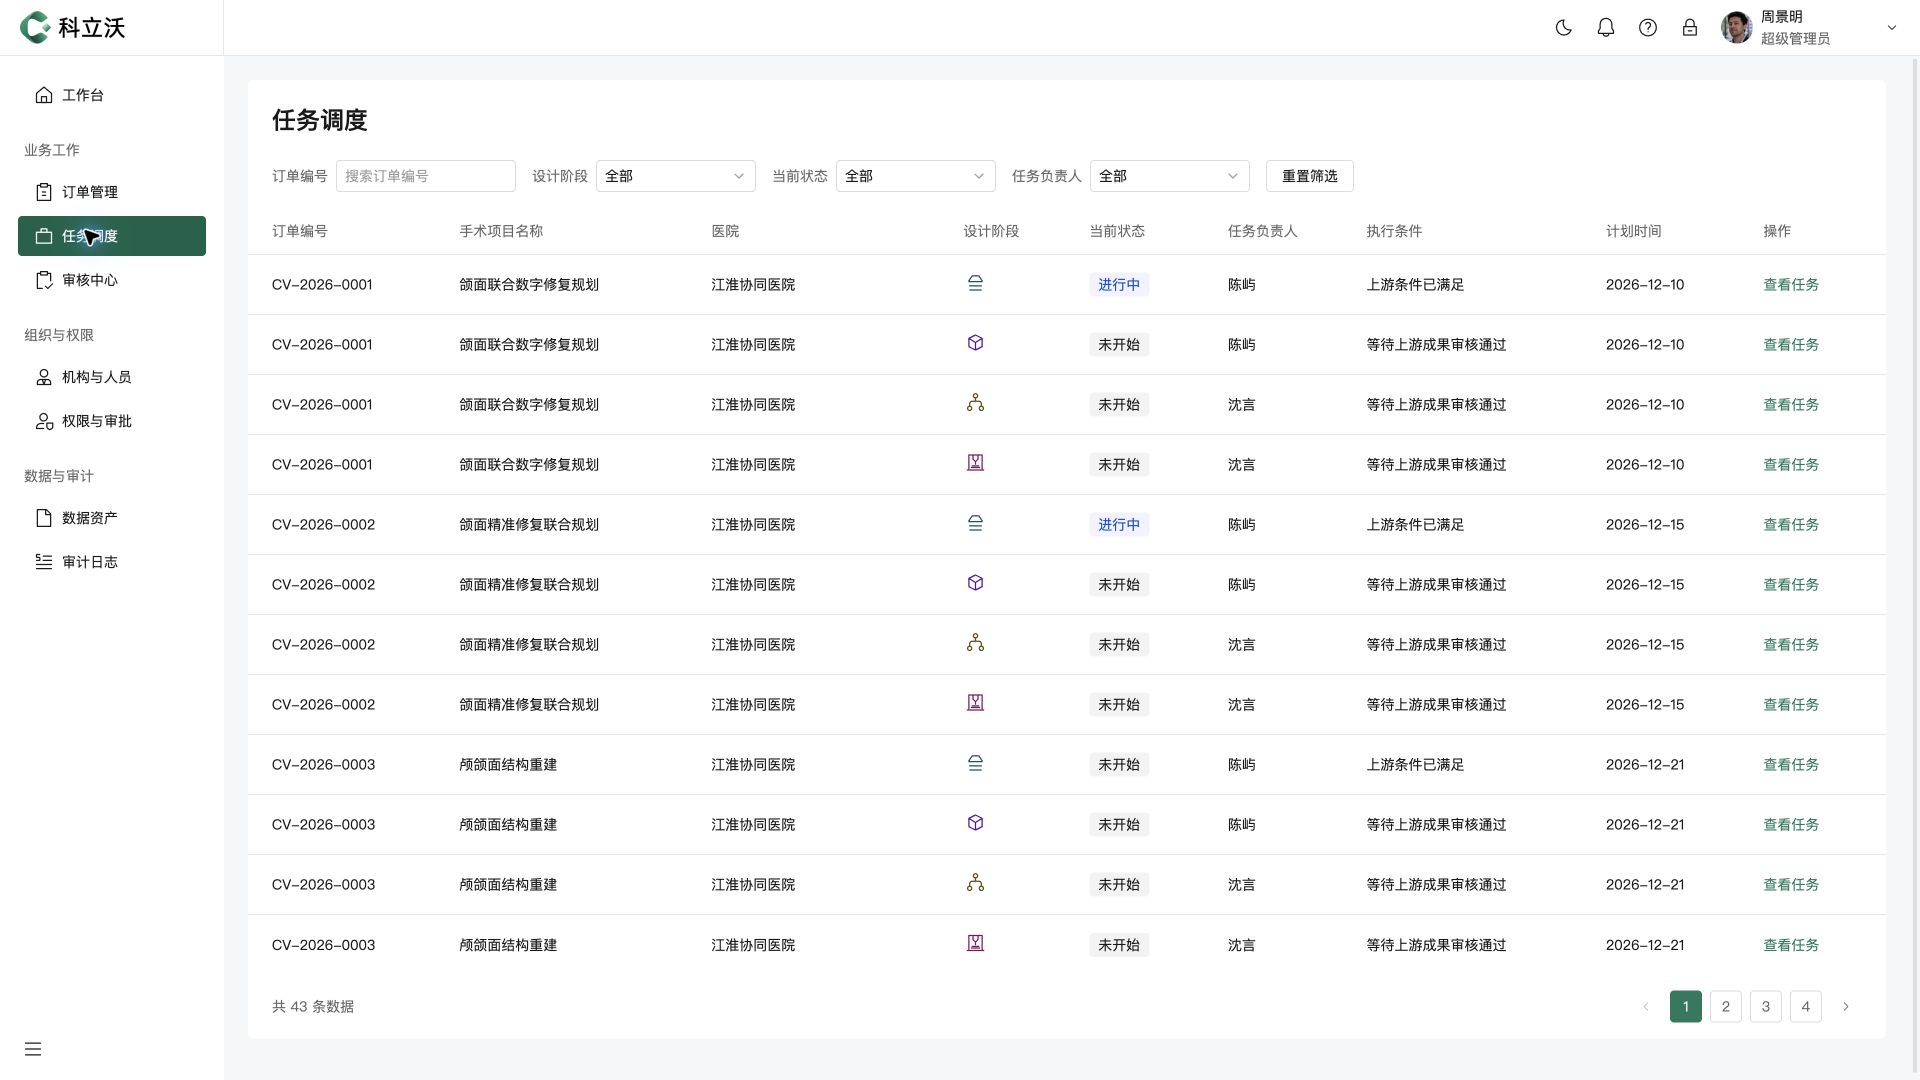 科立沃
周景明
超级管理员
工作台
业务工作
订单管理
任务调度
审核中心
组织与权限
机构与人员
权限与审批
数据与审计
数据资产
审计日志
任务调度
订单编号 搜索订单编号 设计阶段 全部 当前状态 全部 任务负责人 全部 重置筛选
订单编号 手术项目名称 医院 设计阶段 当前状态 任务负责人 执行条件 计划时间 操作
CV-2026-0001 颌面联合数字修复规划 江淮协同医院 进行中 陈屿 上游条件已满足 2026-12-10 查看任务
CV-2026-0001 颌面联合数字修复规划 江淮协同医院 未开始 陈屿 等待上游成果审核通过 2026-12-10 查看任务
CV-2026-0001 颌面联合数字修复规划 江淮协同医院 未开始 沈言 等待上游成果审核通过 2026-12-10 查看任务
CV-2026-0001 颌面联合数字修复规划 江淮协同医院 未开始 沈言 等待上游成果审核通过 2026-12-10 查看任务
CV-2026-0002 颌面精准修复联合规划 江淮协同医院 进行中 陈屿 上游条件已满足 2026-12-15 查看任务
CV-2026-0002 颌面精准修复联合规划 江淮协同医院 未开始 陈屿 等待上游成果审核通过 2026-12-15 查看任务
CV-2026-0002 颌面精准修复联合规划 江淮协同医院 未开始 沈言 等待上游成果审核通过 2026-12-15 查看任务
CV-2026-0002 颌面精准修复联合规划 江淮协同医院 未开始 沈言 等待上游成果审核通过 2026-12-15 查看任务
CV-2026-0003 颅颌面结构重建 江淮协同医院 未开始 陈屿 上游条件已满足 2026-12-21 查看任务
CV-2026-0003 颅颌面结构重建 江淮协同医院 未开始 陈屿 等待上游成果审核通过 2026-12-21 查看任务
CV-2026-0003 颅颌面结构重建 江淮协同医院 未开始 沈言 等待上游成果审核通过 2026-12-21 查看任务
CV-2026-0003 颅颌面结构重建 江淮协同医院 未开始 沈言 等待上游成果审核通过 2026-12-21 查看任务
共 43 条数据 1 2 3 4